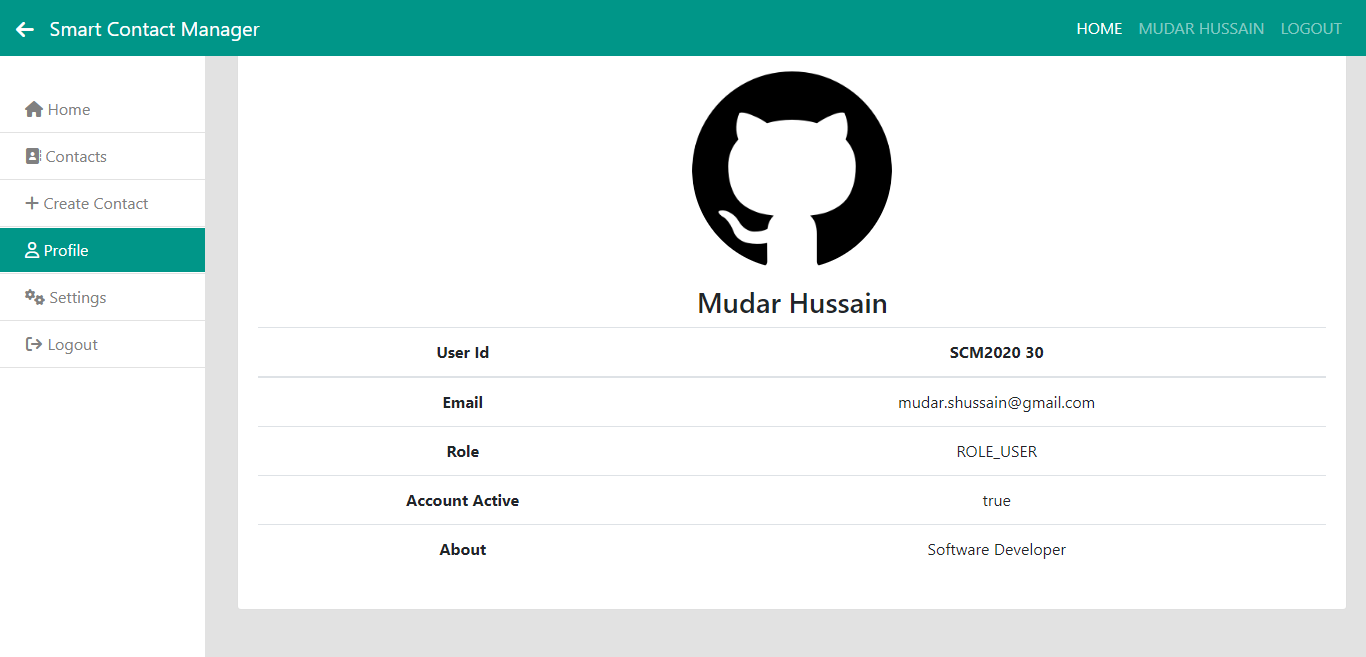 Smart Contact Manager
HOME MUDAR HUSSAIN LOGOUT
Home
Contacts
Create Contact
Profile
Settings
Logout
Mudar Hussain
User Id SCM2020 30
Email mudar.shussain@gmail.com
Role ROLE_USER
Account Active true
About Software Developer